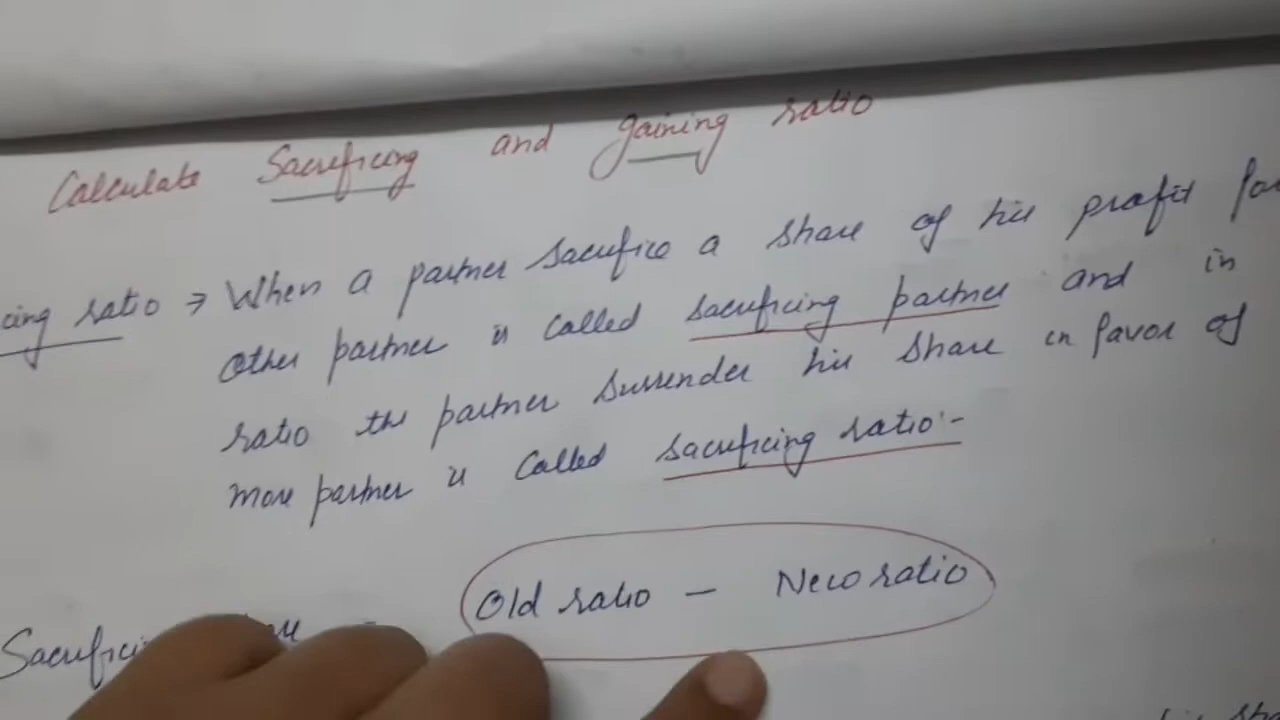 Calculate Sacrificing and gaining ratio
cing ratio → When a partner sacrifice a share of his profit for
other partner is called sacrificing partner and in
ratio the partner surrender his share in favor of
more partner is called sacrificing ratio:-
Old ratio — New ratio